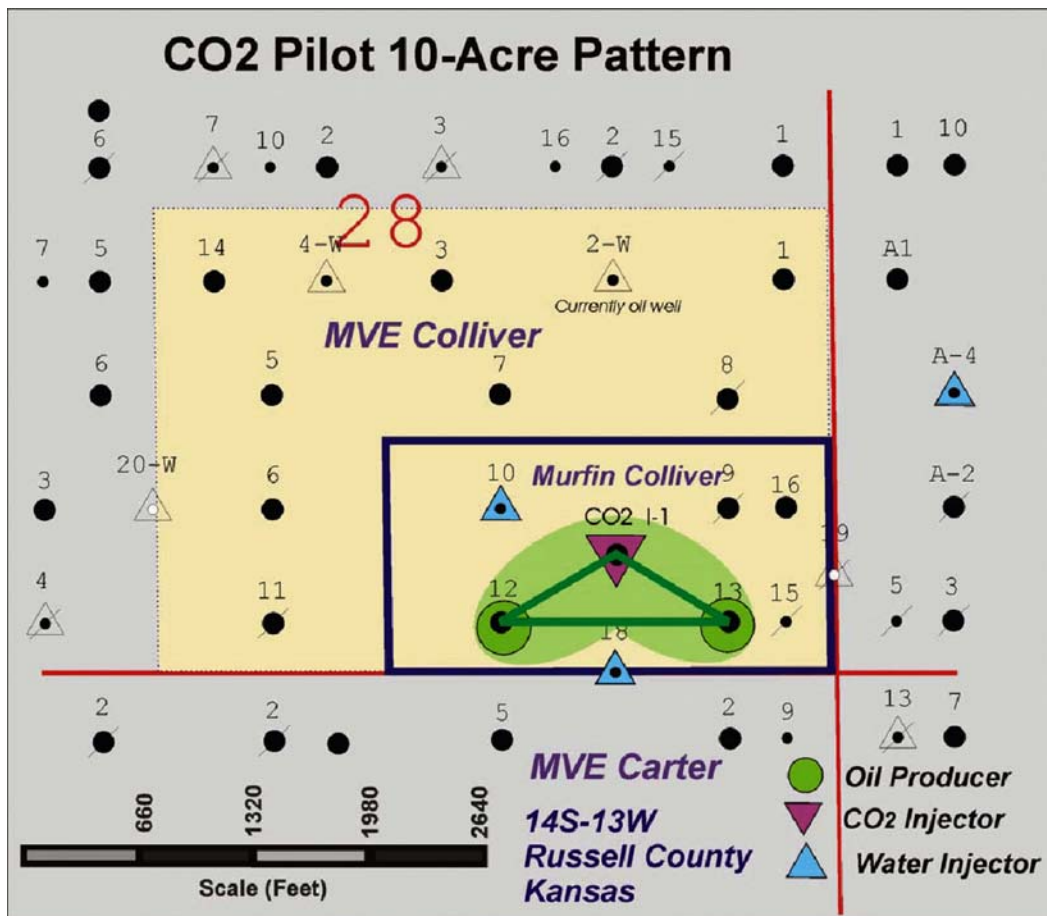 CO2 Pilot 10-Acre Pattern
6 7 10 2 3 16 2 15 1 1 10
28
7 5 14 4-W 3 2-W 1 A1
Currently oil well
MVE Colliver
6 5 7 8 A-4
20-W
3 6 10 Murfin Colliver 9 16 A-2
CO2 I-1
19
4 11 12 13 15 5 3
18
2 2 5 2 9 13 7
MVE Carter
14S-13W
Russell County
Kansas
Oil Producer
CO2 Injector
Water Injector
660 1320 1980 2640
Scale (Feet)